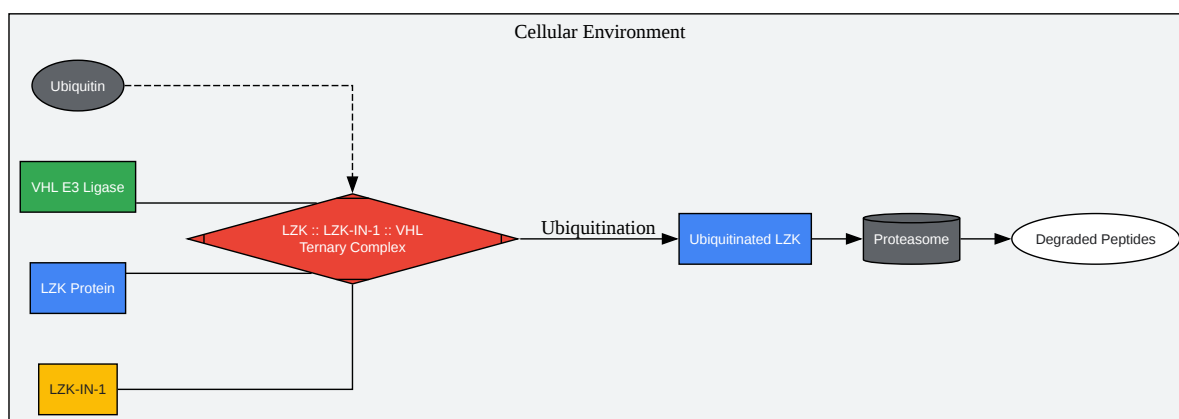 Cellular Environment
Ubiquitin
VHL E3 Ligase
LZK :: LZK-IN-1 :: VHL
Ternary Complex
Ubiquitination
Ubiquitinated LZK
Proteasome
Degraded Peptides
LZK Protein
LZK-IN-1